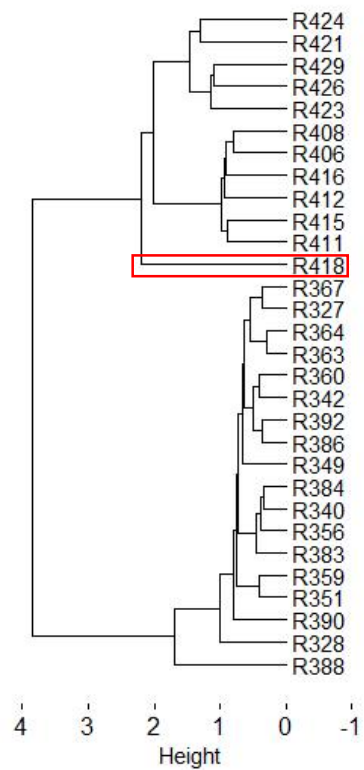 R424
R421
R429
R426
R423
R408
R406
R416
R412
R415
R411
R418
R367
R327
R364
R363
R360
R342
R392
R386
R349
R384
R340
R356
R383
R359
R351
R390
R328
R388
4 3 2 1 0 -1
Height